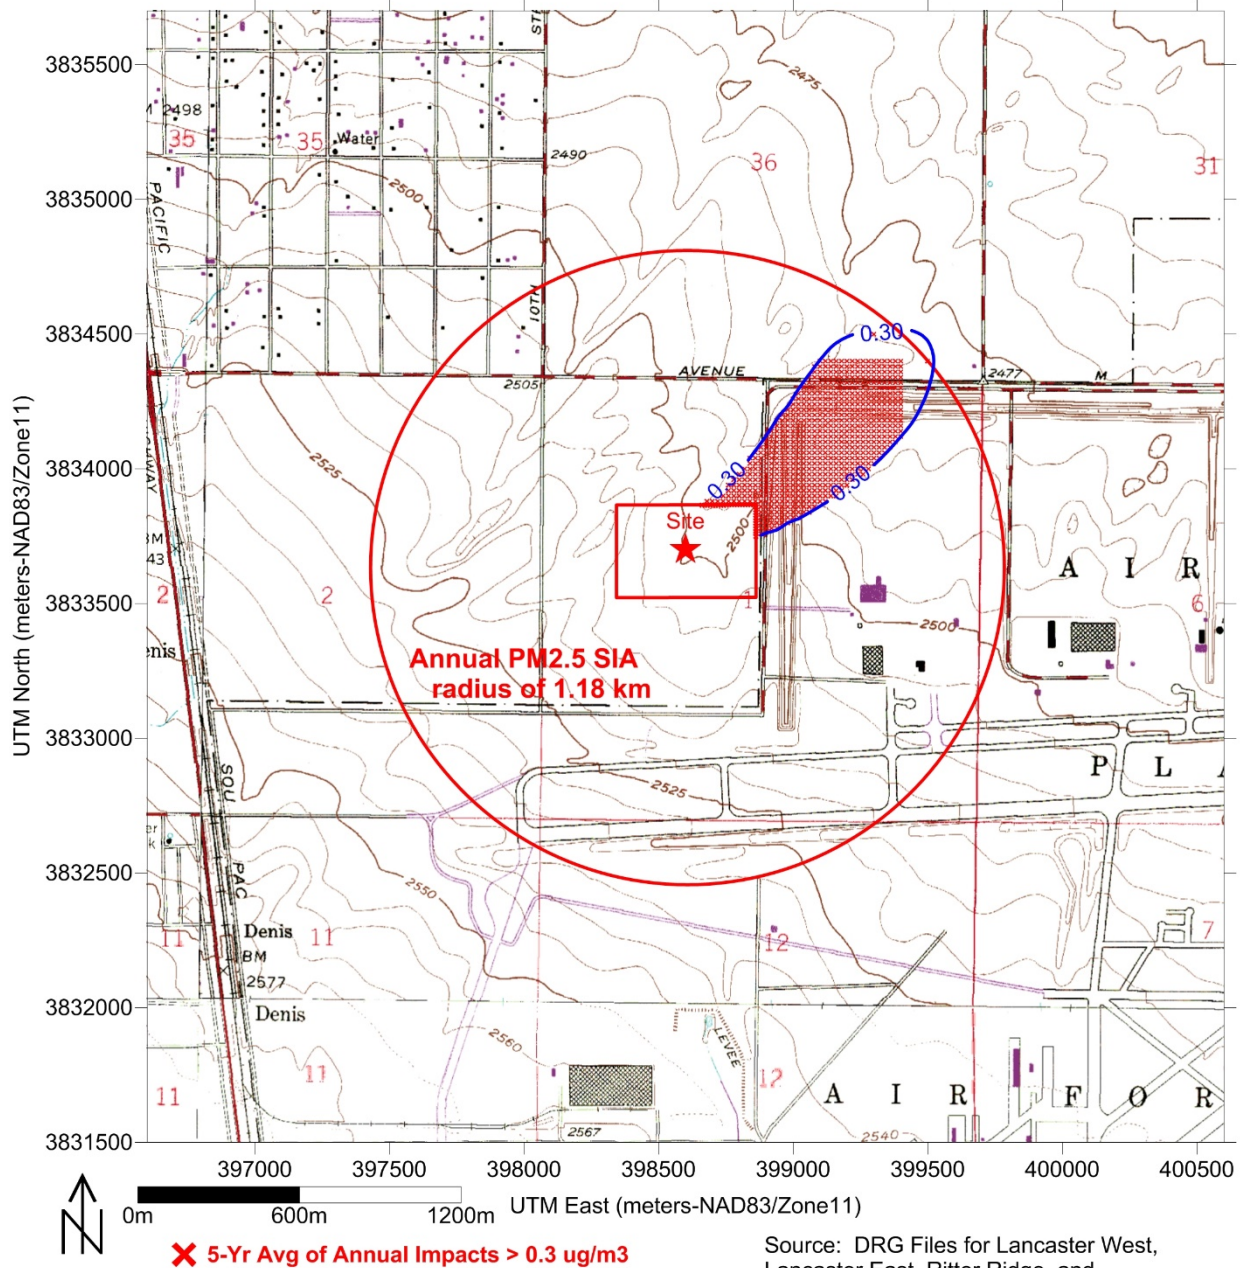 3835500
3835000
3834500
3834000
3833500
3833000
3832500
3832000
3831500
UTM North (meters-NAD83/Zone11)
2475
M 2498
35
35
Water
36
31
2490
2500
PACIFIC
10TH
0.30
AVENUE
M
2477
2505
2525
0.30
0.30
Site
2500
A I R
2
2
1
6
2500
Annual PM2.5 SIA
radius of 1.18 km
P L
2525
SOU
PAC
2550
Denis
11
11
BM
2577
Denis
12
7
2560
LEVEE
11
11
12
A I R F O R
2567
2540
397000
397500
398000
398500
399000
399500
400000
400500
N
0m
600m
1200m
UTM East (meters-NAD83/Zone11)
5-Yr Avg of Annual Impacts > 0.3 ug/m3
Source: DRG Files for Lancaster West,
Lancaster East, Ritter Ridge, and